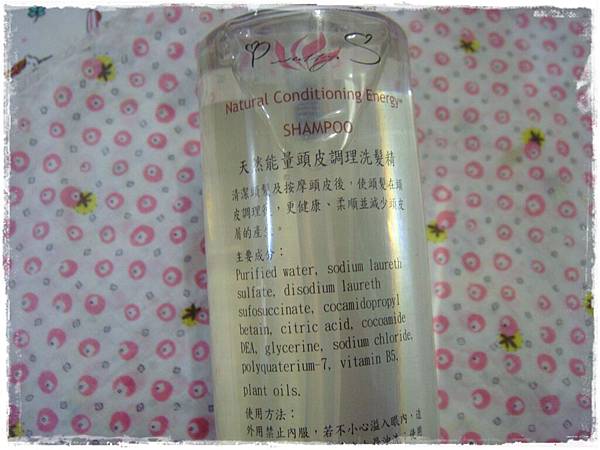 Natural Conditioning Energy
SHAMPOO
天然能量頭皮調理洗髮精
清潔頭髮及按摩頭皮後，使頭髮在頭
皮調理後，更健康、柔順並減少頭皮
屑的產生。
主要成分：
Purified water, sodium laureth
sulfate, disodium laureth
sufosuccinate, cocamidopropyl
betain, citric acid, cocoamide
DEA, glycerine, sodium chloride,
polyquaterium-7, vitamin B5,
plant oils.
使用方法：
外用禁止內服，若不小心溢入眼內，